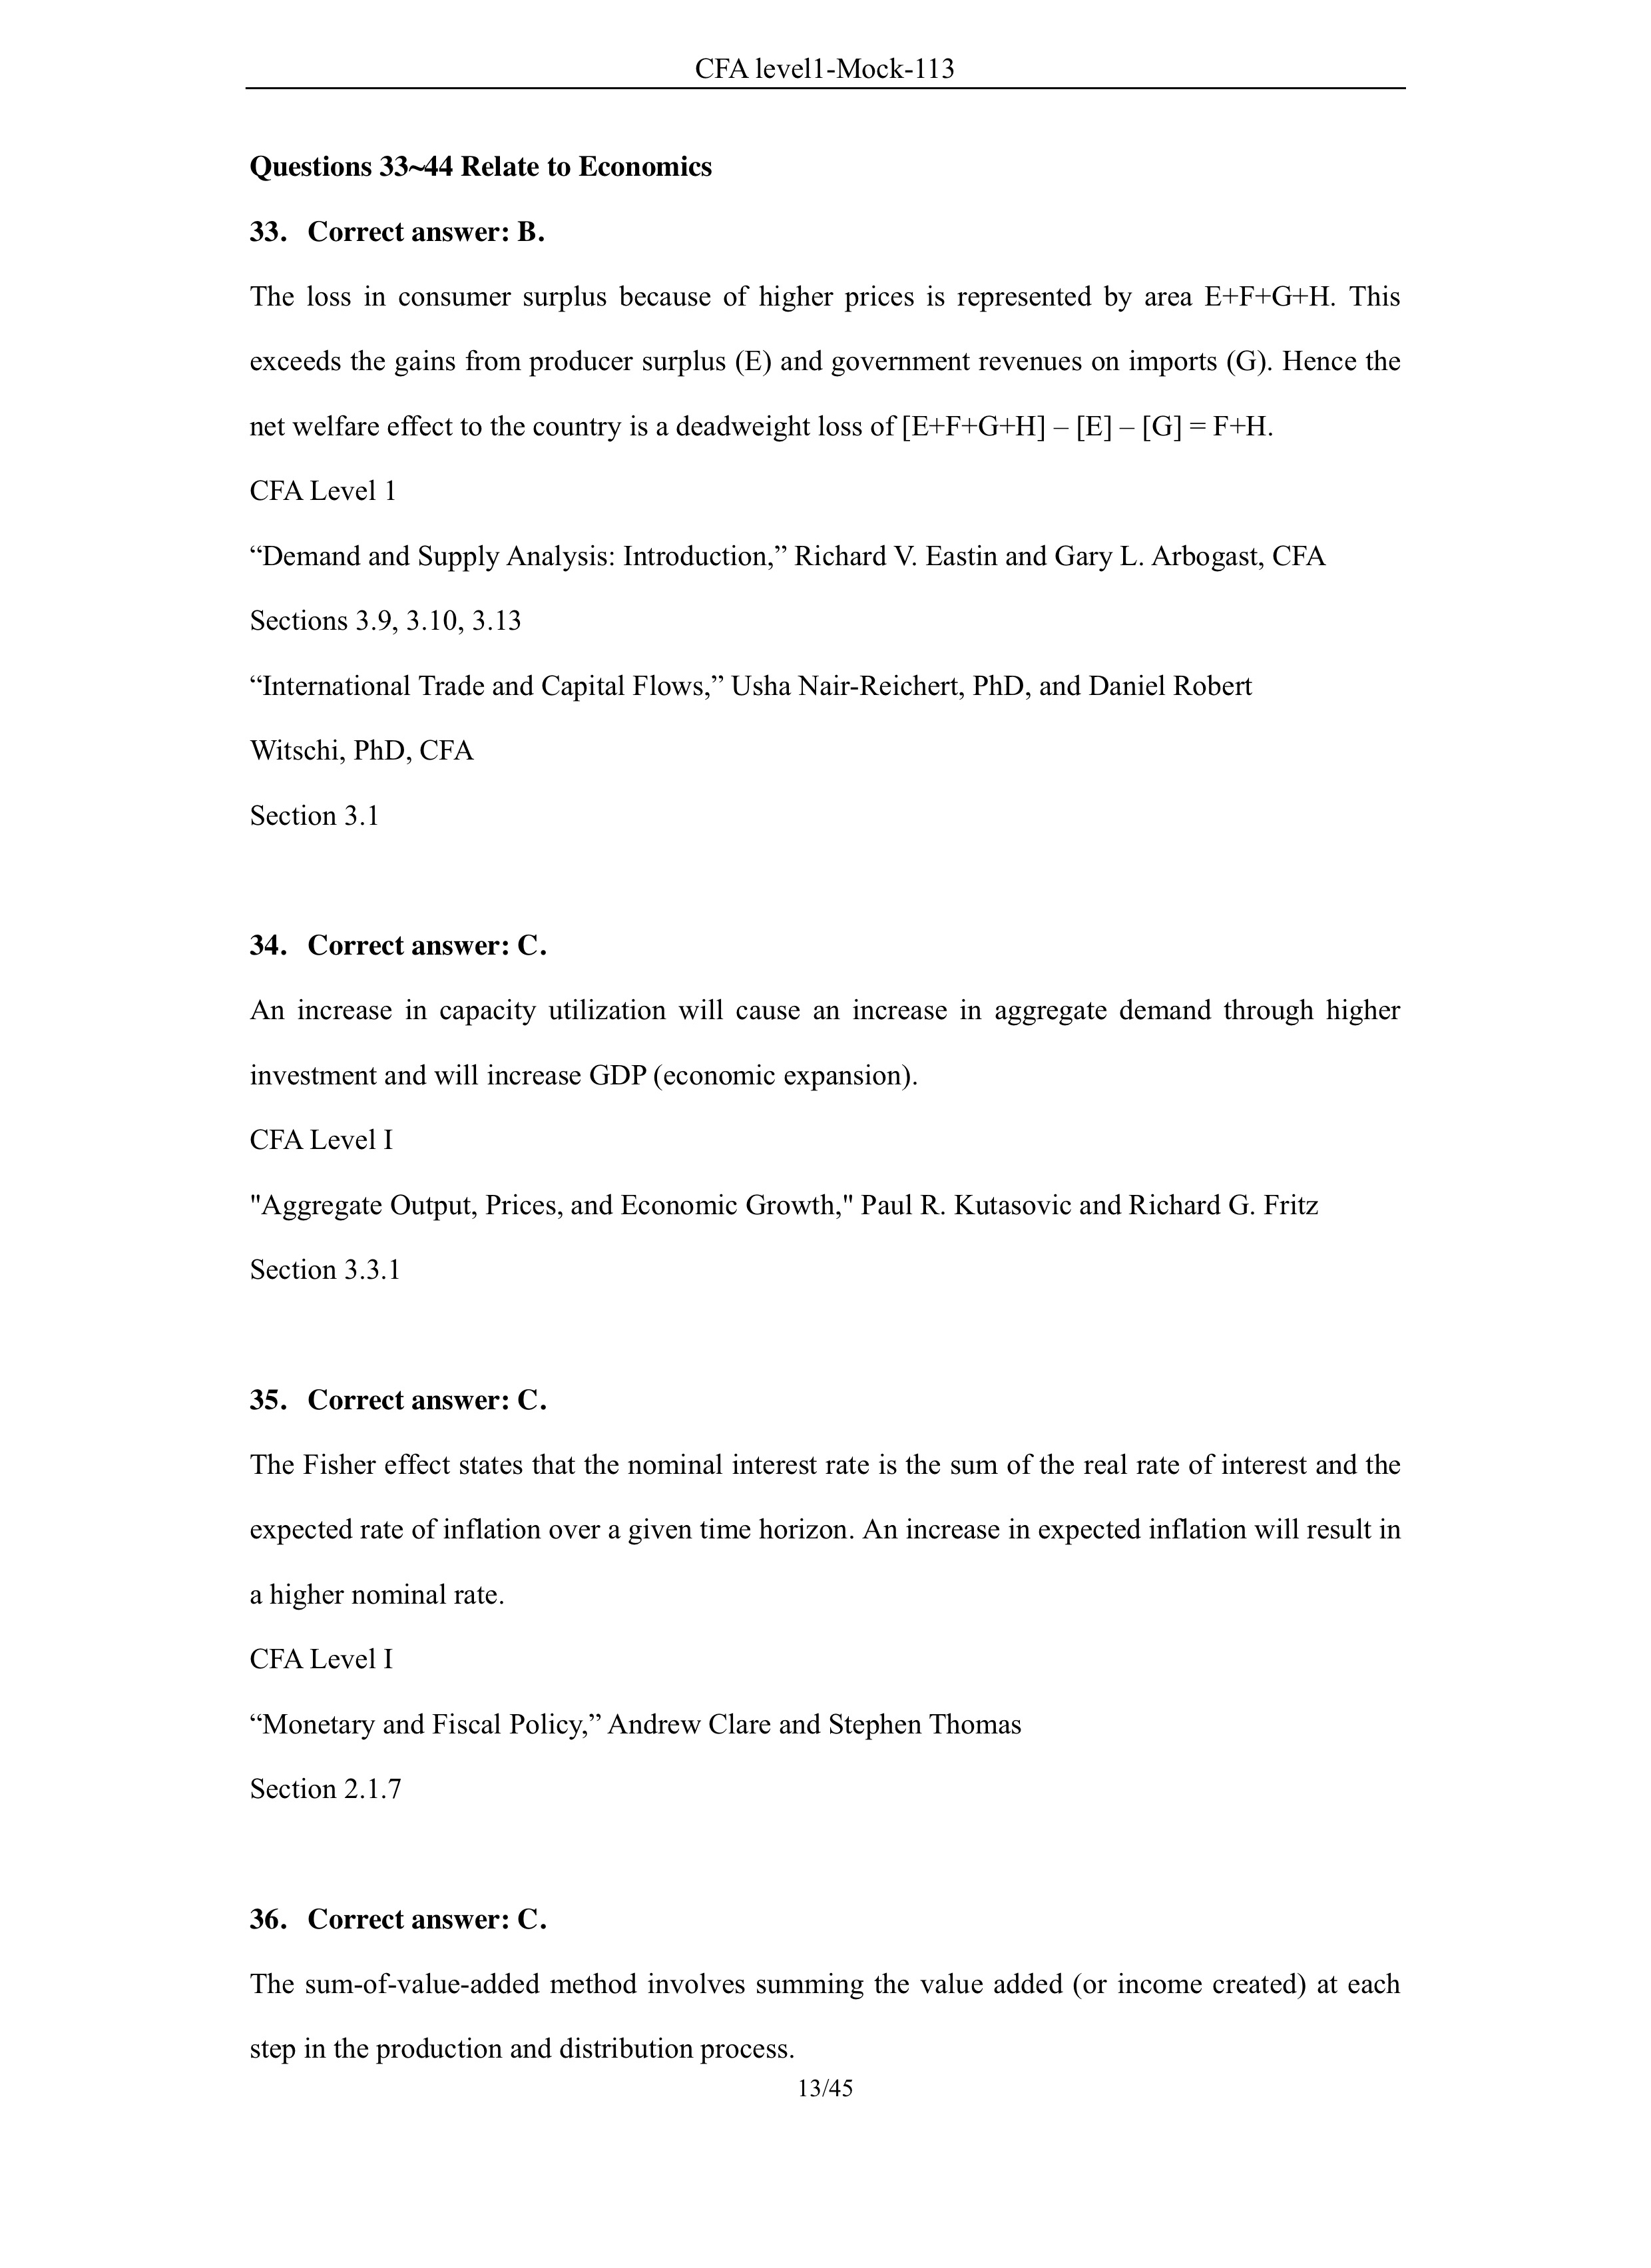 CFA level1-Mock-113
Questions 33~44 Relate to Economics
33. Correct answer: B.
The loss in consumer surplus because of higher prices is represented by area E+F+G+H. This
exceeds the gains from producer surplus (E) and government revenues on imports (G). Hence the
net welfare effect to the country is a deadweight loss of [E+F+G+H] – [E] – [G] = F+H.
CFA Level 1
“Demand and Supply Analysis: Introduction,” Richard V. Eastin and Gary L. Arbogast, CFA
Sections 3.9, 3.10, 3.13
“International Trade and Capital Flows,” Usha Nair-Reichert, PhD, and Daniel Robert
Witschi, PhD, CFA
Section 3.1
34. Correct answer: C.
An increase in capacity utilization will cause an increase in aggregate demand through higher
investment and will increase GDP (economic expansion).
CFA Level I
"Aggregate Output, Prices, and Economic Growth," Paul R. Kutasovic and Richard G. Fritz
Section 3.3.1
35. Correct answer: C.
The Fisher effect states that the nominal interest rate is the sum of the real rate of interest and the
expected rate of inflation over a given time horizon. An increase in expected inflation will result in
a higher nominal rate.
CFA Level I
“Monetary and Fiscal Policy,” Andrew Clare and Stephen Thomas
Section 2.1.7
36. Correct answer: C.
The sum-of-value-added method involves summing the value added (or income created) at each
step in the production and distribution process.
13/45